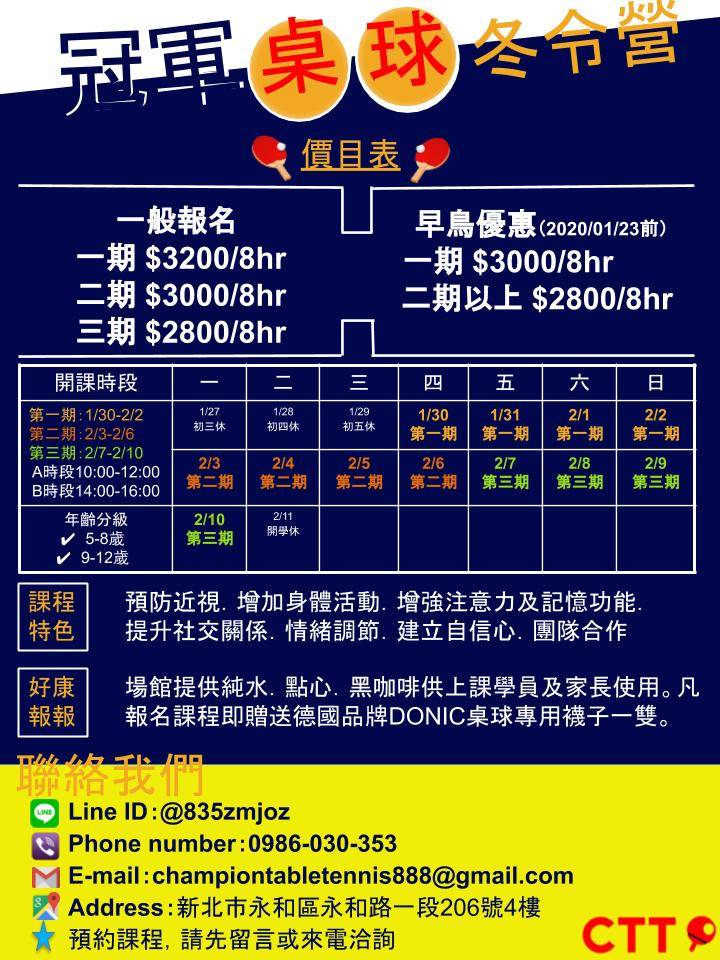 冠軍桌球冬令營
價目表
一般報名
一期 $3200/8hr
二期 $3000/8hr
三期 $2800/8hr
早鳥優惠(2020/01/23前)
一期 $3000/8hr
二期以上 $2800/8hr
開課時段 一 二 三 四 五 六 日
第一期:1/30-2/2
第二期:2/3-2/6
第三期:2/7-2/10
A時段10:00-12:00
B時段14:00-16:00
1/27 1/28 1/29 1/30 1/31 2/1 2/2
初三休 初四休 初五休 第一期 第一期 第一期 第一期
2/3 2/4 2/5 2/6 2/7 2/8 2/9
第二期 第二期 第二期 第二期 第三期 第三期 第三期
年齡分級
✔ 5-8歲
✔ 9-12歲
2/10 2/11
第三期 開學休
課程
特色
預防近視. 增加身體活動. 增強注意力及記憶功能.
提升社交關係. 情緒調節. 建立自信心. 團隊合作
好康
報報
場館提供純水. 點心. 黑咖啡供上課學員及家長使用。凡
報名課程即贈送德國品牌DONIC桌球專用襪子一雙。
聯絡我們
LINE
Line ID:@835zmjoz
Phone number:0986-030-353
E-mail:championtabletennis888@gmail.com
Address:新北市永和區永和路一段206號4樓
預約課程, 請先留言或來電洽詢
CTT